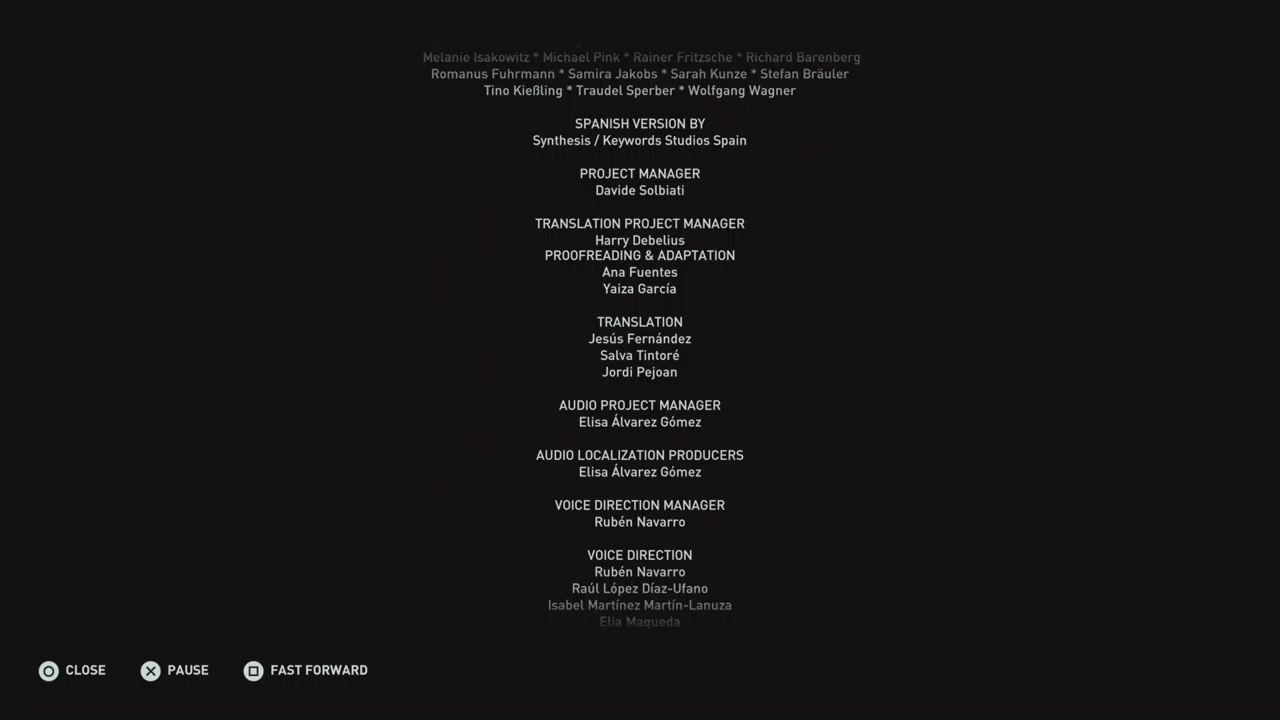 Melanie Isakowitz * Michael Pink * Rainer Fritzsche * Richard Barenberg
Romanus Fuhrmann * Samira Jakobs * Sarah Kunze * Stefan Bräuler
Tino Kießling * Traudel Sperber * Wolfgang Wagner
SPANISH VERSION BY
Synthesis / Keywords Studios Spain
PROJECT MANAGER
Davide Solbiati
TRANSLATION PROJECT MANAGER
Harry Debelius
PROOFREADING & ADAPTATION
Ana Fuentes
Yaiza García
TRANSLATION
Jesús Fernández
Salva Tintoré
Jordi Pejoan
AUDIO PROJECT MANAGER
Elisa Álvarez Gómez
AUDIO LOCALIZATION PRODUCERS
Elisa Álvarez Gómez
VOICE DIRECTION MANAGER
Rubén Navarro
VOICE DIRECTION
Rubén Navarro
Raúl López Díaz-Ufano
Isabel Martínez Martín-Lanuza
Elia Maqueda
CLOSE PAUSE FAST FORWARD